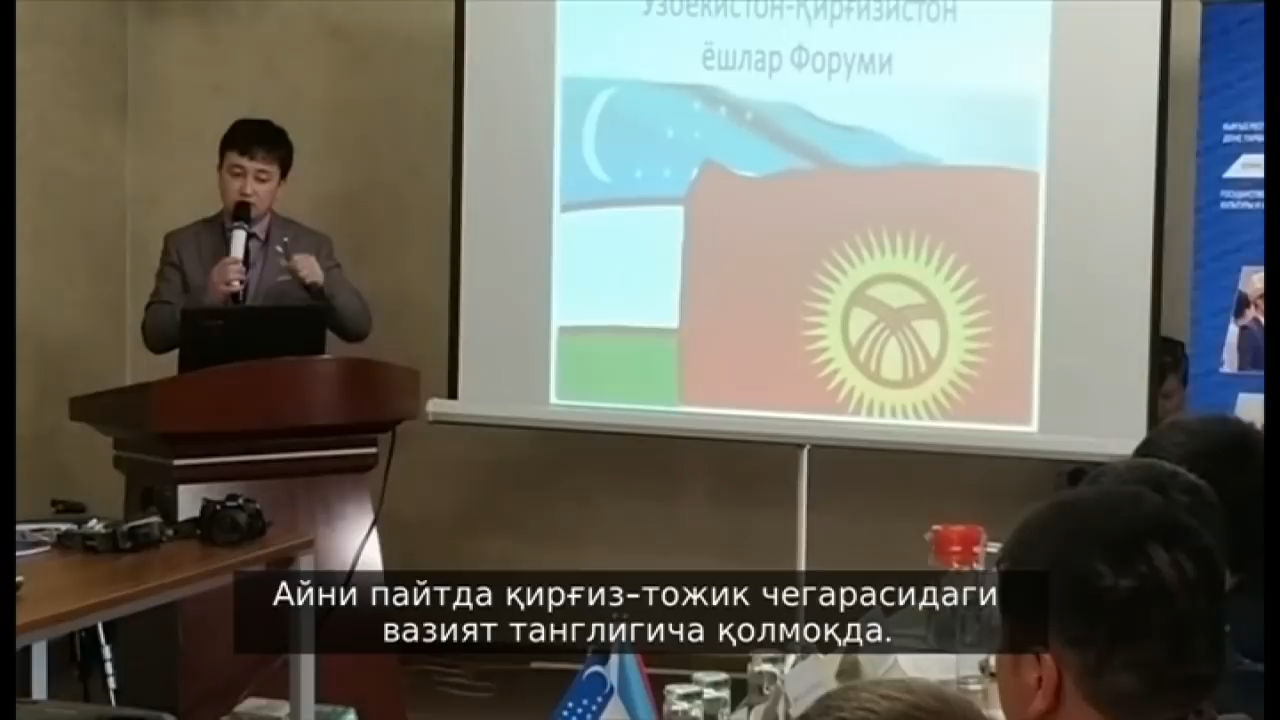 Ўзбекистон-Қирғизистон
ёшлар Форуми
Айни пайтда қирғиз–тожик чегарасидаги
вазият танглигича қолмоқда.